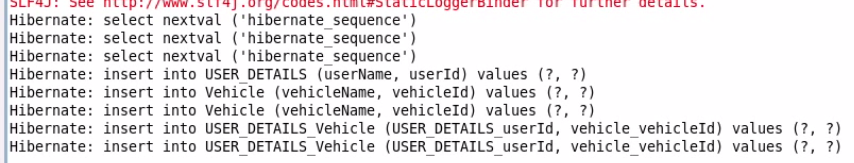 SLF4J: See http://www.slf4j.org/codes.html#StaticLoggerBinder for further details.
Hibernate: select nextval ('hibernate_sequence')
Hibernate: select nextval ('hibernate_sequence')
Hibernate: select nextval ('hibernate_sequence')
Hibernate: insert into USER_DETAILS (userName, userId) values (?, ?)
Hibernate: insert into Vehicle (vehicleName, vehicleId) values (?, ?)
Hibernate: insert into Vehicle (vehicleName, vehicleId) values (?, ?)
Hibernate: insert into USER_DETAILS_Vehicle (USER_DETAILS_userId, vehicle_vehicleId) values (?, ?)
Hibernate: insert into USER_DETAILS_Vehicle (USER_DETAILS_userId, vehicle_vehicleId) values (?, ?)